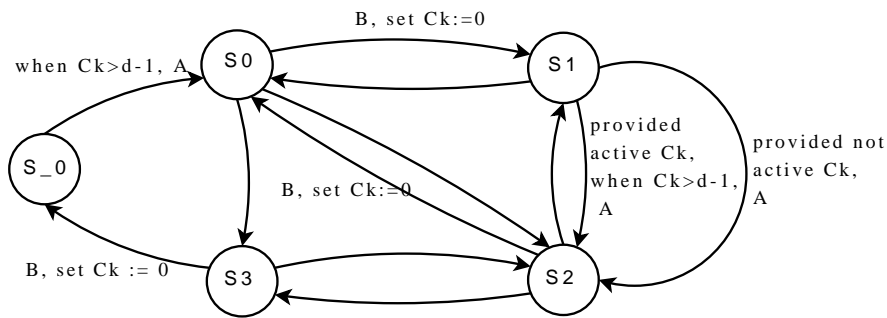 B, set Ck:=0
when Ck>d-1, A
S0
S1
S_0
provided
active Ck,
when Ck>d-1,
A
provided not
active Ck,
A
B, set Ck:=0
B, set Ck := 0
S3
S2